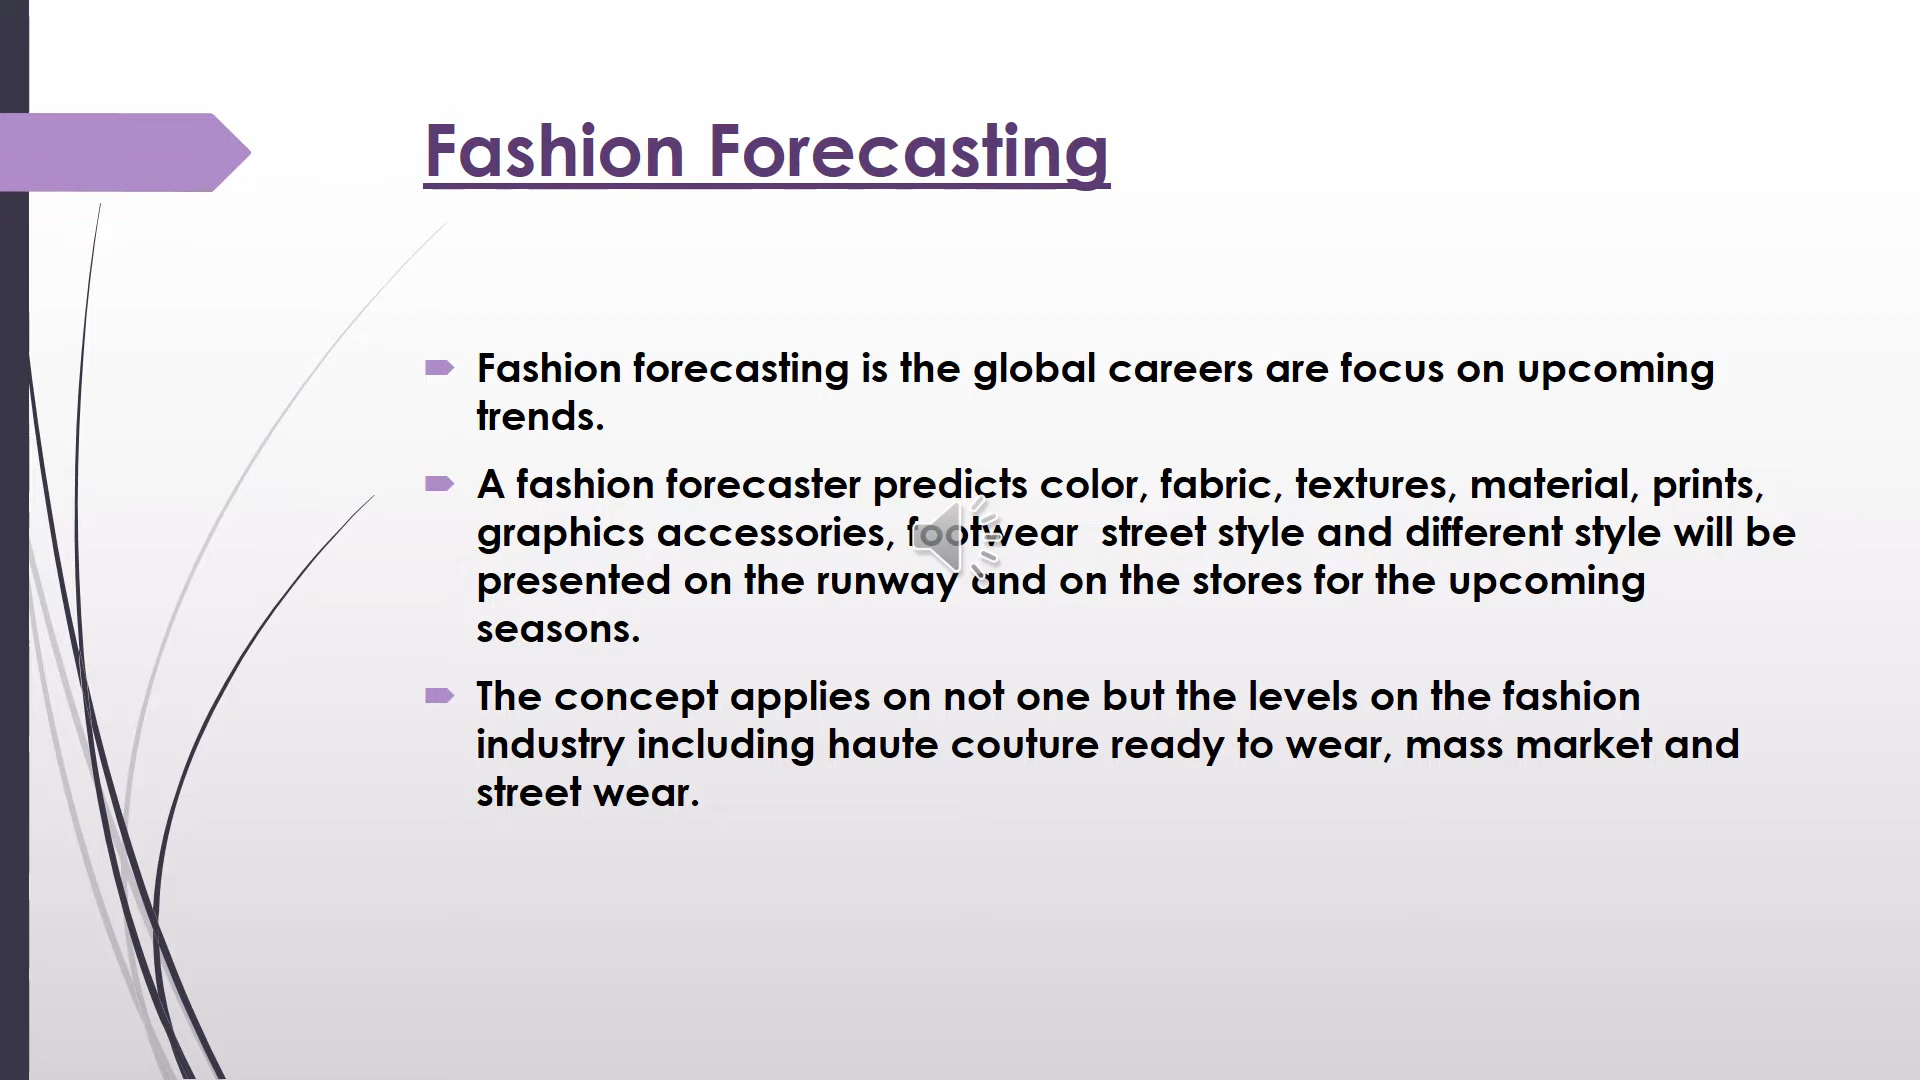 Fashion Forecasting
Fashion forecasting is the global careers are focus on upcoming
trends.
A fashion forecaster predicts color, fabric, textures, material, prints,
graphics accessories, footwear  street style and different style will be
presented on the runway and on the stores for the upcoming
seasons.
The concept applies on not one but the levels on the fashion
industry including haute couture ready to wear, mass market and
street wear.